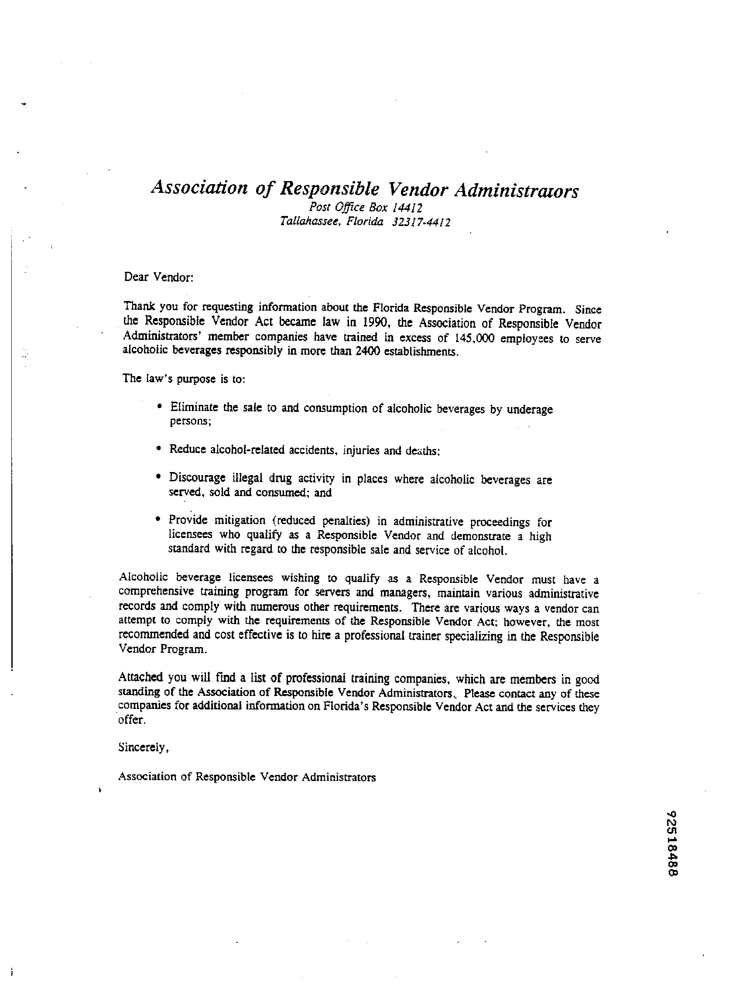 Association of Responsible Vendor Administrators
Post Office Box 14412
Tallahassee, Florida 32317-4412
Dear Vendor:
Thank you for requesting information about the Florida Responsible Vendor Program. Since
the Responsible Vendor Act became law in 1990, the Association of Responsible Vendor
Administrators' member companies have trained in excess of 145,000 employees to serve
alcoholic beverages responsibly in more than 2400 establishments.
The law's purpose is to:
• Eliminate the sale to and consumption of alcoholic beverages by underage
persons;
• Reduce alcohol-related accidents, injuries and deaths;
• Discourage illegal drug activity in places where alcoholic beverages are
served, sold and consumed; and
• Provide mitigation (reduced penalties) in administrative proceedings for
licensees who qualify as a Responsible Vendor and demonstrate a high
standard with regard to the responsible sale and service of alcohol.
Alcoholic beverage licensees wishing to qualify as a Responsible Vendor must have a
comprehensive training program for servers and managers, maintain various administrative
records and comply with numerous other requirements. There are various ways a vendor can
attempt to comply with the requirements of the Responsible Vendor Act; however, the most
recommended and cost effective is to hire a professional trainer specializing in the Responsible
Vendor Program.
Attached you will find a list of professional training companies, which are members in good
standing of the Association of Responsible Vendor Administrators. Please contact any of these
companies for additional information on Florida's Responsible Vendor Act and the services they
offer.
Sincerely,
Association of Responsible Vendor Administrators
92518488